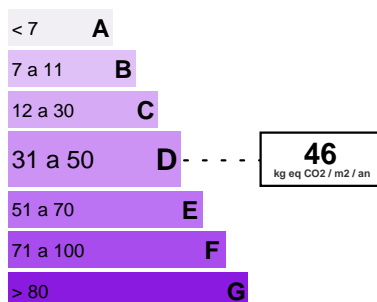 < 7 A
7 a 11 B
12 a 30 C
31 a 50 D
46
kg eq CO2 / m2 / an
51 a 70 E
71 a 100 F
> 80 G